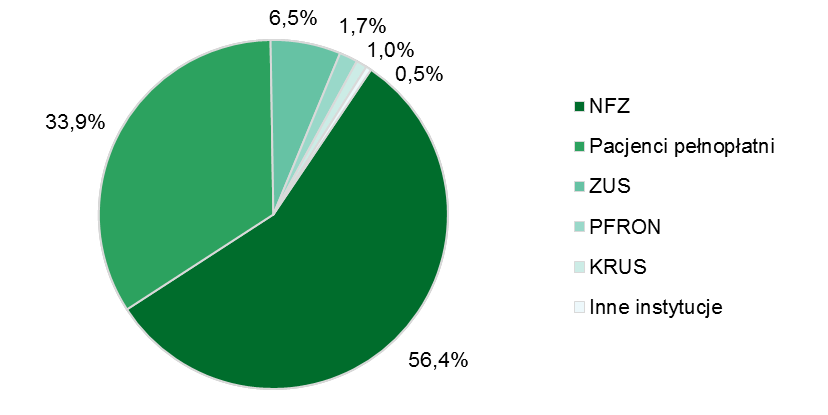 6,5%
1,7%
1,0%
0,5%
33,9%
56,4%
NFZ
Pacjenci pełnopłatni
ZUS
PFRON
KRUS
Inne instytucje